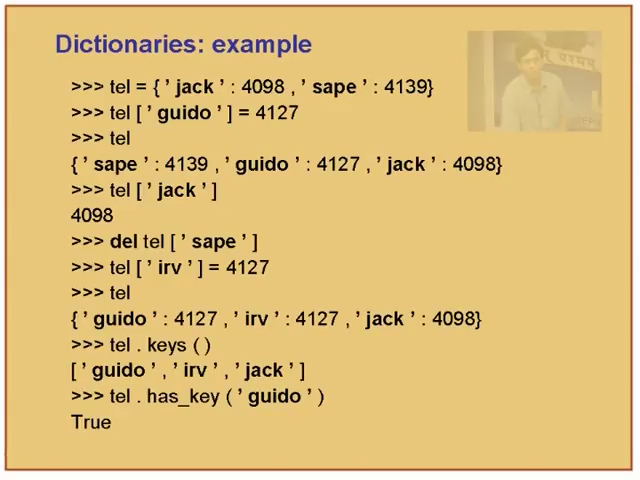 Dictionaries: example
>>> tel = { ’ jack ’ : 4098 , ’ sape ’ : 4139}
>>> tel [ ’ guido ’ ] = 4127
>>> tel
{ ’ sape ’ : 4139 , ’ guido ’ : 4127 , ’ jack ’ : 4098}
>>> tel [ ’ jack ’ ]
4098
>>> del tel [ ’ sape ’ ]
>>> tel [ ’ irv ’ ] = 4127
>>> tel
{ ’ guido ’ : 4127 , ’ irv ’ : 4127 , ’ jack ’ : 4098}
>>> tel . keys ( )
[ ’ guido ’ , ’ irv ’ , ’ jack ’ ]
>>> tel . has_key ( ’ guido ’ )
True